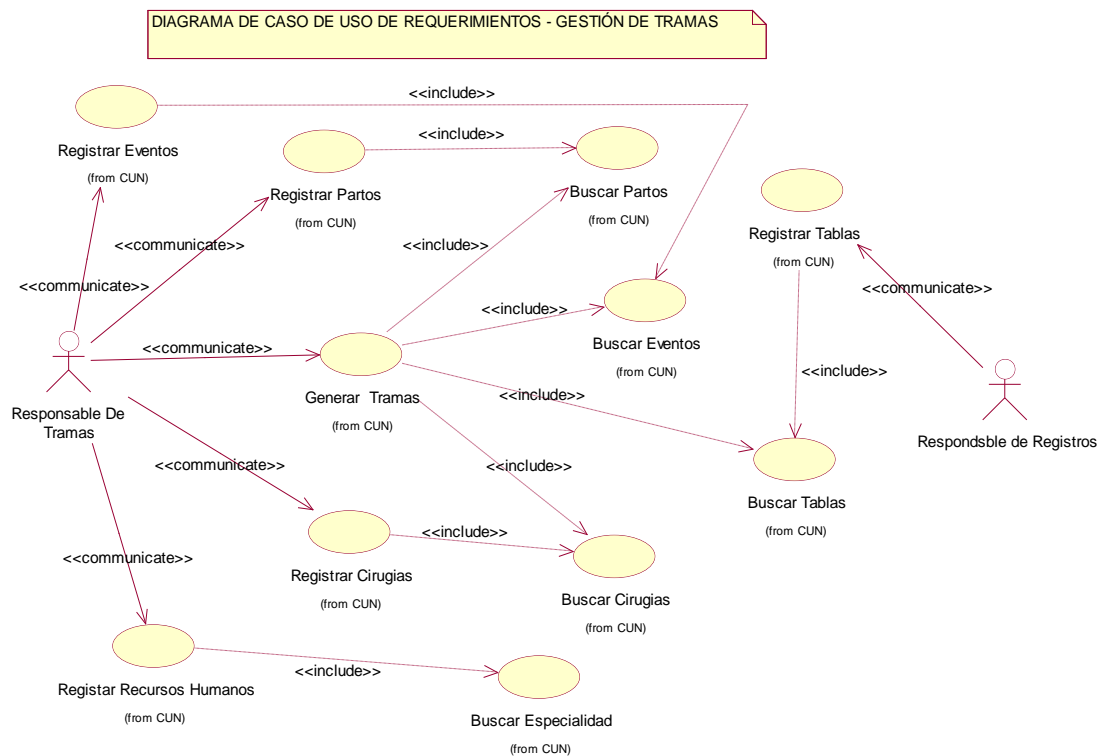 DIAGRAMA DE CASO DE USO DE REQUERIMIENTOS - GESTIÓN DE TRAMAS
<<include>>
<<include>>
Registrar Eventos
(from CUN)
Registrar Partos
(from CUN)
Buscar Partos
(from CUN)
Registrar Tablas
(from CUN)
<<communicate>>
<<include>>
<<communicate>>
<<communicate>>
<<include>>
<<communicate>>
Buscar Eventos
(from CUN)
<<include>>
Generar Tramas
(from CUN)
<<include>>
Responsable De
Tramas
Respondsble de Registros
<<communicate>>
<<include>>
Buscar Tablas
(from CUN)
<<include>>
<<communicate>>
Registrar Cirugias
(from CUN)
Buscar Cirugias
(from CUN)
<<include>>
Registar Recursos Humanos
(from CUN)
Buscar Especialidad
(from CUN)